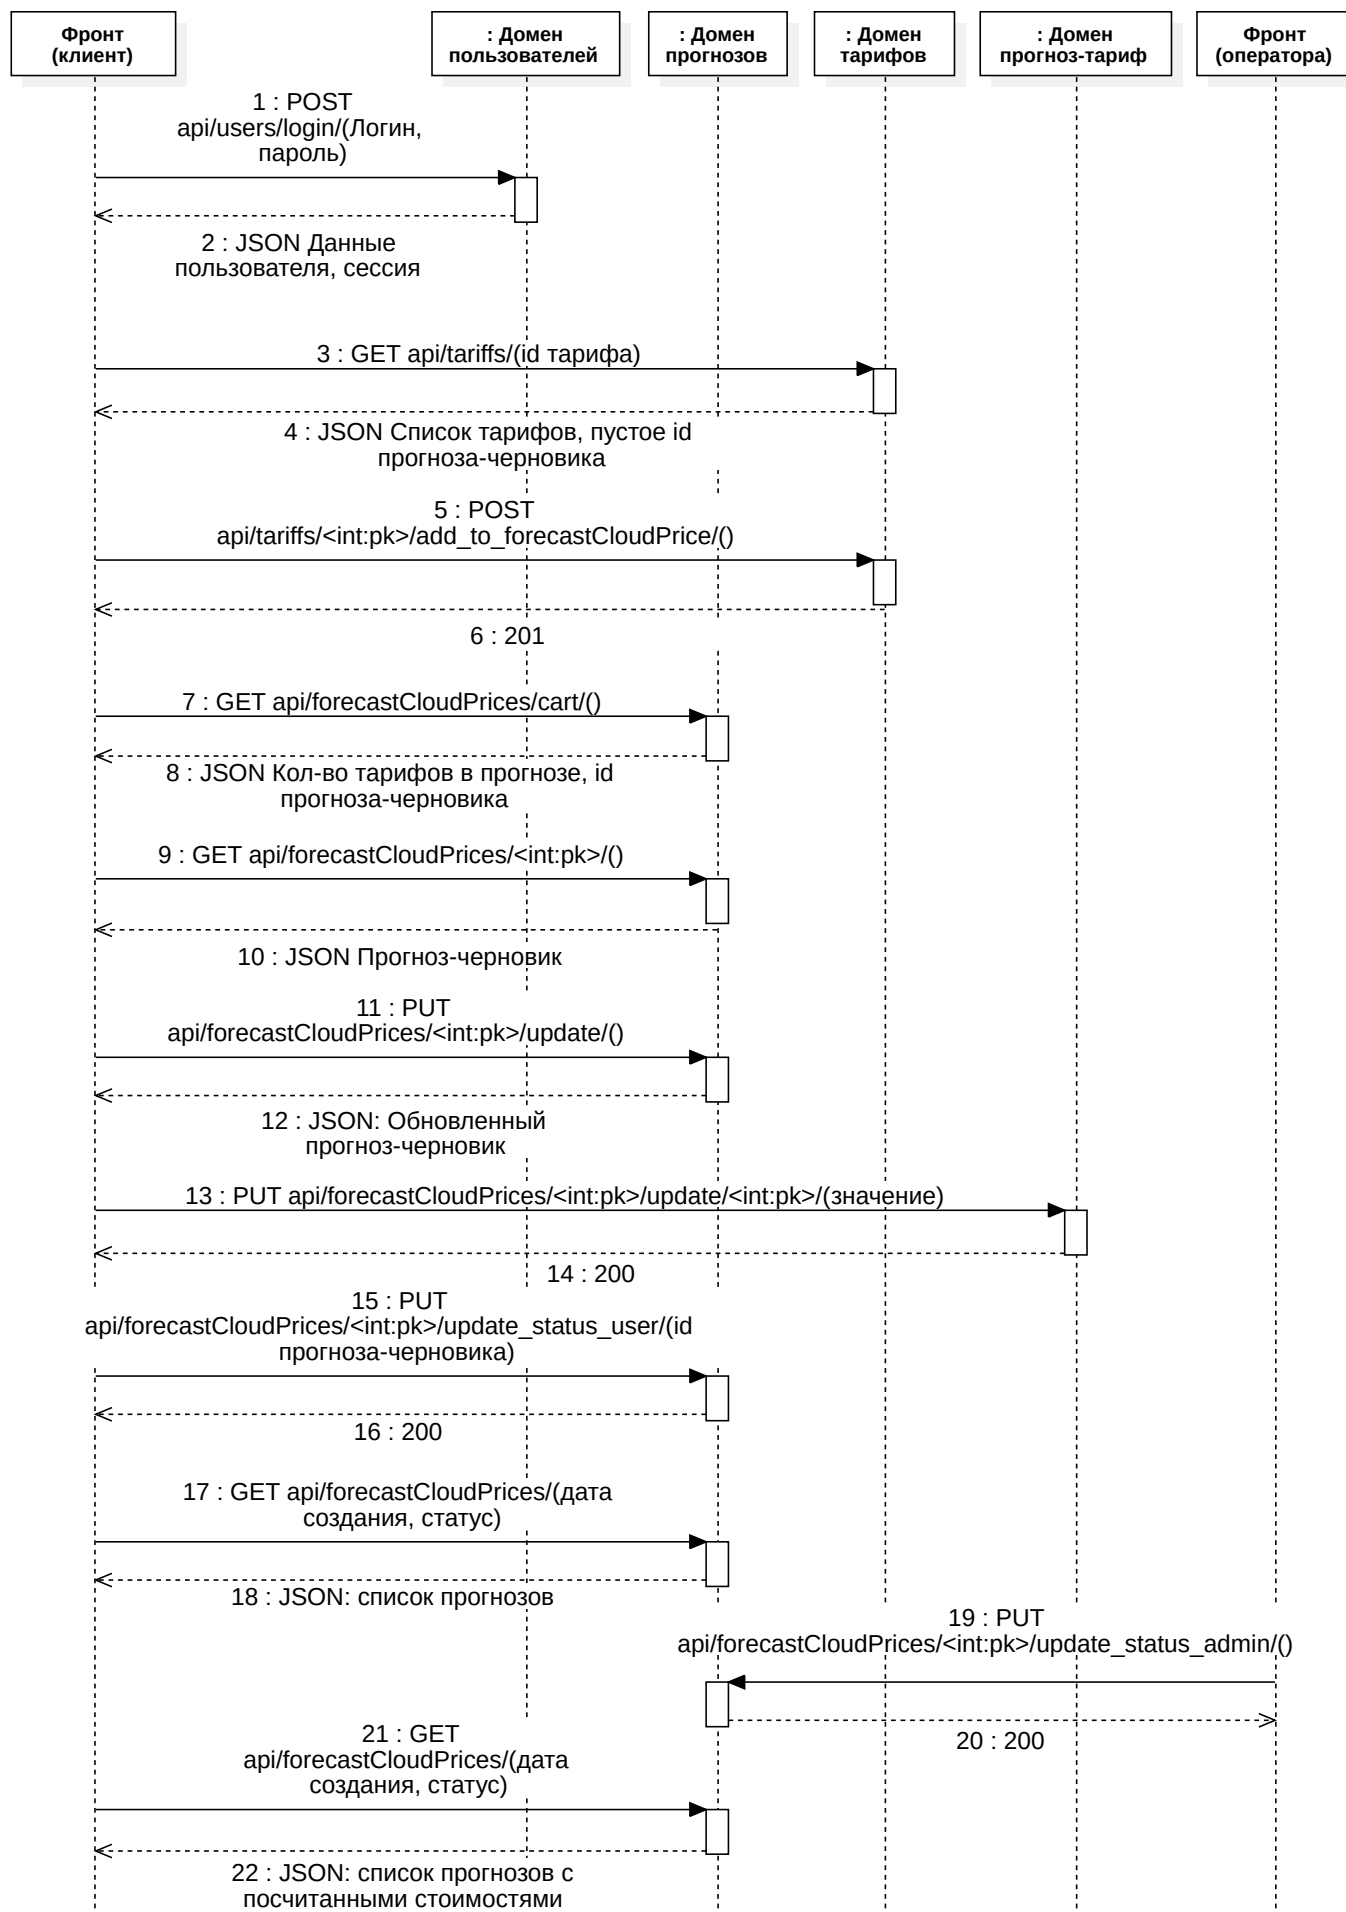 Фронт
(клиент)
: Домен
пользователей
: Домен
прогнозов
: Домен
тарифов
: Домен
прогноз-тариф
Фронт
(оператора)
1 : POST
api/users/login/(Логин,
пароль)
2 : JSON Данные
пользователя, сессия
3 : GET api/tariffs/(id тарифа)
4 : JSON Список тарифов, пустое id
прогноза-черновика
5 : POST
api/tariffs/<int:pk>/add_to_forecastCloudPrice/()
6 : 201
7 : GET api/forecastCloudPrices/cart/()
8 : JSON Кол-во тарифов в прогнозе, id
прогноза-черновика
9 : GET api/forecastCloudPrices/<int:pk>/()
10 : JSON Прогноз-черновик
11 : PUT
api/forecastCloudPrices/<int:pk>/update/()
12 : JSON: Обновленный
прогноз-черновик
13 : PUT api/forecastCloudPrices/<int:pk>/update/<int:pk>/(значение)
14 : 200
15 : PUT
api/forecastCloudPrices/<int:pk>/update_status_user/(id
прогноза-черновика)
16 : 200
17 : GET api/forecastCloudPrices/(дата
создания, статус)
18 : JSON: список прогнозов
19 : PUT
api/forecastCloudPrices/<int:pk>/update_status_admin/()
20 : 200
21 : GET
api/forecastCloudPrices/(дата
создания, статус)
22 : JSON: список прогнозов с
посчитанными стоимостями